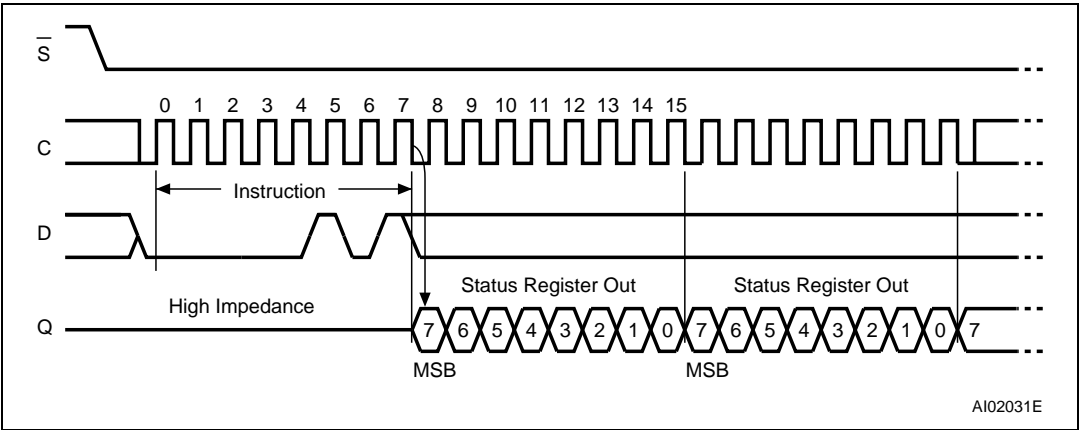 S
0 1 2 3 4 5 6 7 8 9 10 11 12 13 14 15
C
Instruction
D
High Impedance
Status Register Out Status Register Out
Q 7 6 5 4 3 2 1 0 7 6 5 4 3 2 1 0 7
MSB MSB
AI02031E